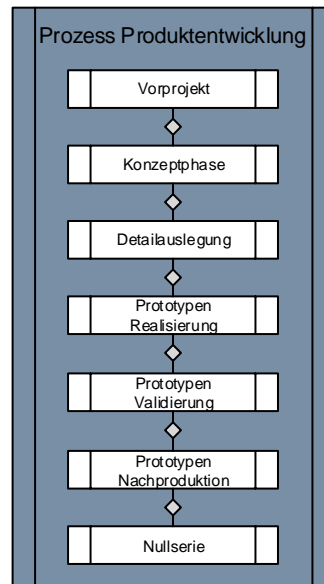 Prozess Produktentwicklung
Vorprojekt
Konzeptphase
Detailauslegung
Prototypen
Realisierung
Prototypen
Validierung
Prototypen
Nachproduktion
Nullserie